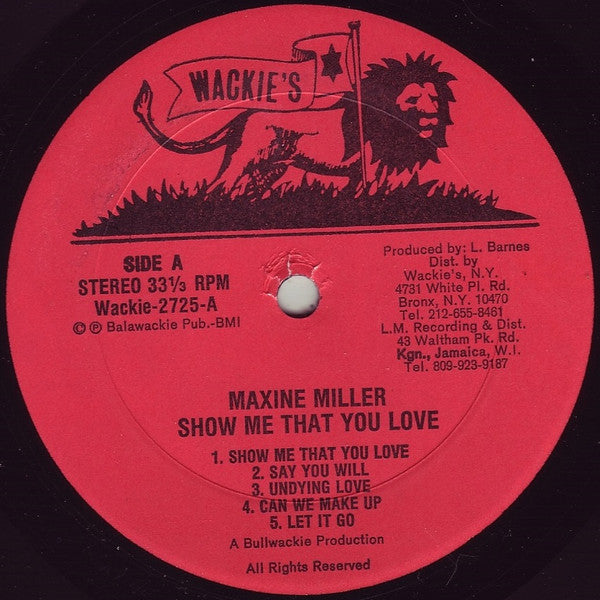 WACKIE'S
SIDE A
STEREO 33⅓ RPM
Wackie-2725-A
© ℗ Balawackie Pub.-BMI
Produced by: L. Barnes
Dist. by
Wackie's, N.Y.
4731 White Pl. Rd.
Bronx, N.Y. 10470
Tel. 212-655-8461
L.M. Recording & Dist.
43 Waltham Pk. Rd.
Kgn., Jamaica, W.I.
Tel. 809-923-9187
MAXINE MILLER
SHOW ME THAT YOU LOVE
1. SHOW ME THAT YOU LOVE
2. SAY YOU WILL
3. UNDYING LOVE
4. CAN WE MAKE UP
5. LET IT GO
A Bullwackie Production
All Rights Reserved